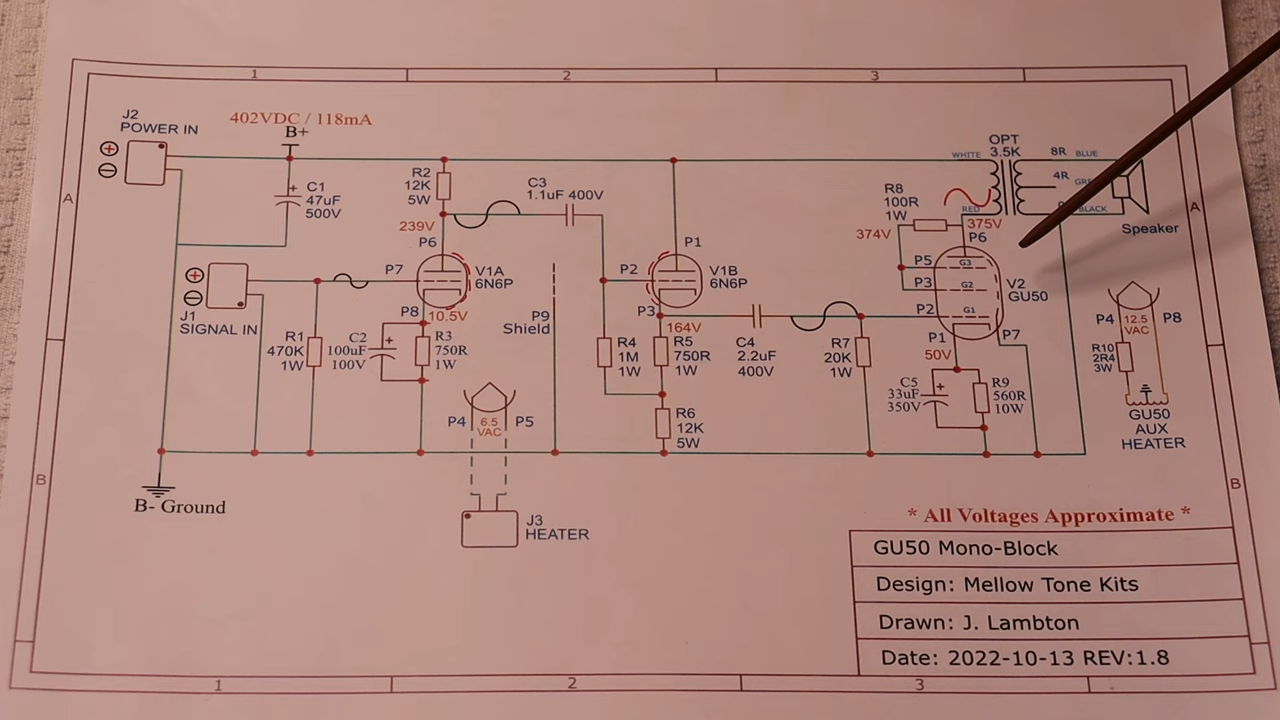 1
2
3
A
A
B
B
J2
POWER IN
402VDC / 118mA
B+
C1
47uF
500V
R2
12K
5W
239V
P6
C3
1.1uF 400V
P7
V1A
6N6P
P8
10.5V
J1
SIGNAL IN
R1
470K
1W
C2
100uF
100V
R3
750R
1W
P9
Shield
P4
6.5
VAC
P5
J3
HEATER
B- Ground
P1
P2
V1B
6N6P
P3
164V
R4
1M
1W
R5
750R
1W
R6
12K
5W
C4
2.2uF
400V
R7
20K
1W
OPT
3.5K
WHITE
RED
8R BLUE
4R
BLACK
Speaker
R8
100R
1W
374V
375V
P6
P5
P3
P2
G3
G2
G1
V2
GU50
P1
P7
50V
C5
33uF
350V
R9
560R
10W
P4
12.5
VAC
P8
R10
2R4
3W
GU50
AUX
HEATER
* All Voltages Approximate *
GU50 Mono-Block
Design: Mellow Tone Kits
Drawn: J. Lambton
Date: 2022-10-13 REV:1.8
1
2
3